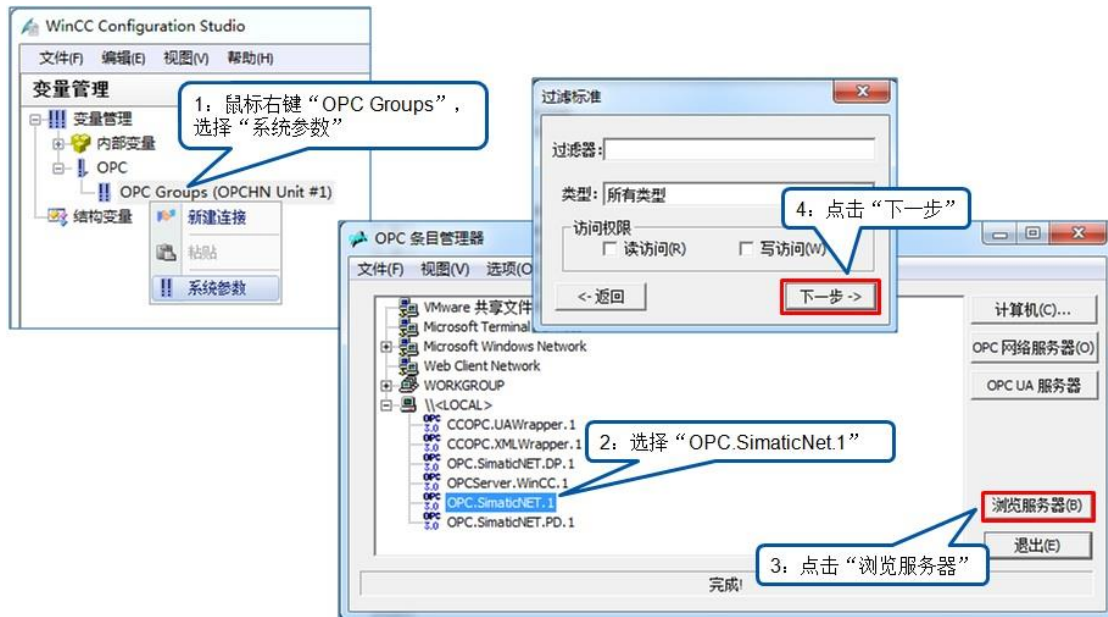 WinCC Configuration Studio
文件(F) 编辑(E) 视图(V) 帮助(H)
变量管理
变量管理
内部变量
OPC
OPC Groups (OPCHN Unit #1)
结构变量
新建连接
粘贴
系统参数
1：鼠标右键“OPC Groups”，
选择“系统参数”
过滤标准
过滤器:
类型: 所有类型
访问权限
读访问(R) 写访问(W)
<- 返回 下一步 ->
4：点击“下一步”
OPC 条目管理器
文件(F) 视图(V) 选项(O
VMware 共享文件
Microsoft Terminal
Microsoft Windows Network
Web Client Network
WORKGROUP
\\<LOCAL>
CCOPC.UAWrapper.1
CCOPC.XMLWrapper.1
OPC.SimaticNET.DP.1
OPCServer.WinCC.1
OPC.SimaticNET.1
OPC.SimaticNET.PD.1
2：选择“OPC.SimaticNet.1”
计算机(C)...
OPC 网络服务器(O)
OPC UA 服务器
浏览服务器(B)
退出(E)
3：点击“浏览服务器”
完成!